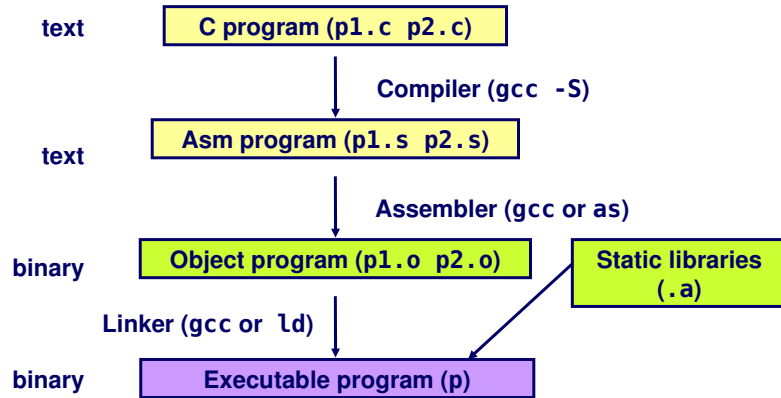 text
C program (p1.c p2.c)
Compiler (gcc -S)
text
Asm program (p1.s p2.s)
Assembler (gcc or as)
binary
Object program (p1.o p2.o)
Static libraries
(.a)
Linker (gcc or ld)
binary
Executable program (p)